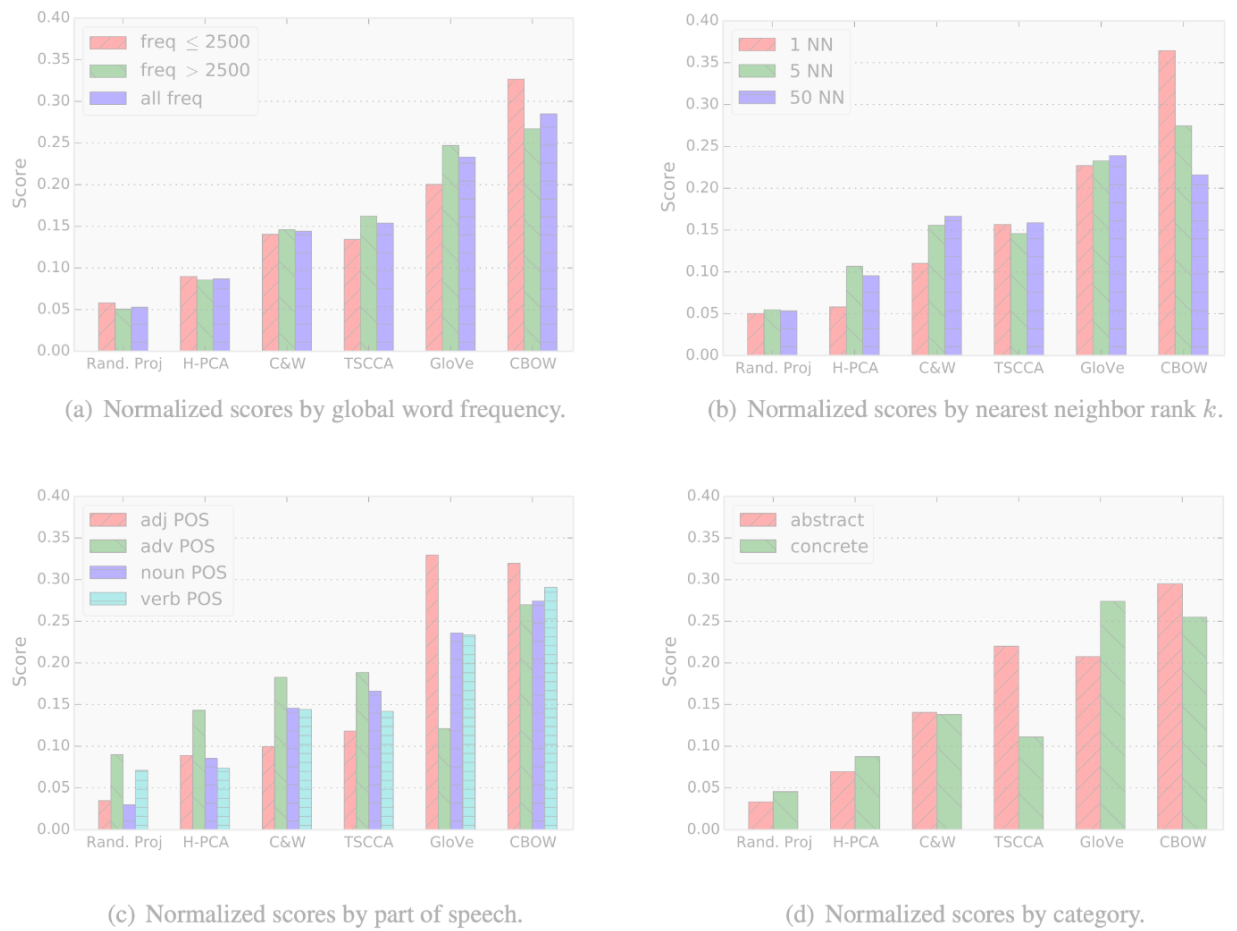 0.40
0.35
0.30
0.25
0.20
0.15
0.10
0.05
0.00
Score
freq ≤ 2500
freq > 2500
all freq
Rand. Proj H-PCA C&W TSCCA GloVe CBOW
(a) Normalized scores by global word frequency.
0.40
0.35
0.30
0.25
0.20
0.15
0.10
0.05
0.00
Score
1 NN
5 NN
50 NN
Rand. Proj H-PCA C&W TSCCA GloVe CBOW
(b) Normalized scores by nearest neighbor rank k.
0.40
0.35
0.30
0.25
0.20
0.15
0.10
0.05
0.00
Score
adj POS
adv POS
noun POS
verb POS
Rand. Proj H-PCA C&W TSCCA GloVe CBOW
(c) Normalized scores by part of speech.
0.40
0.35
0.30
0.25
0.20
0.15
0.10
0.05
0.00
Score
abstract
concrete
Rand. Proj H-PCA C&W TSCCA GloVe CBOW
(d) Normalized scores by category.